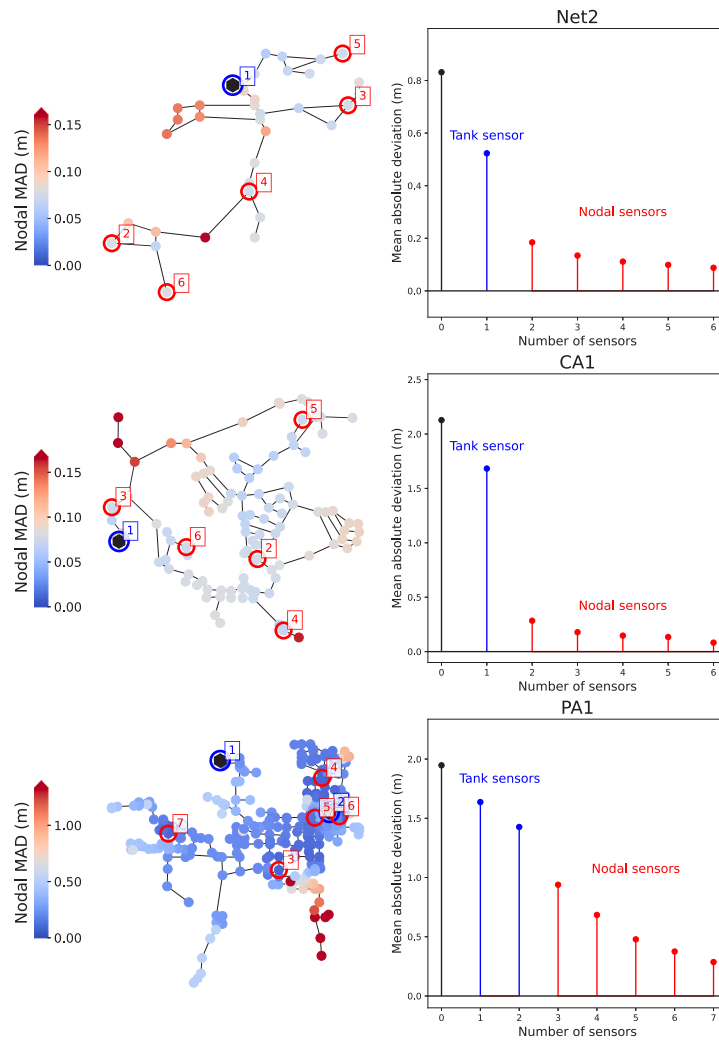 Net2
Nodal MAD (m)
0.15
0.10
0.05
0.00
1
5
3
4
2
6
Mean absolute deviation (m)
0.8
0.6
0.4
0.2
0.0
Tank sensor
Nodal sensors
0 1 2 3 4 5 6
Number of sensors
CA1
Nodal MAD (m)
0.15
0.10
0.05
0.00
5
3
1
6
2
4
Mean absolute deviation (m)
2.5
2.0
1.5
1.0
0.5
0.0
Tank sensor
Nodal sensors
0 1 2 3 4 5 6
Number of sensors
PA1
Nodal MAD (m)
1.00
0.50
0.00
1
4
5 2 6
7
3
Mean absolute deviation (m)
2.0
1.5
1.0
0.5
0.0
Tank sensors
Nodal sensors
0 1 2 3 4 5 6 7
Number of sensors